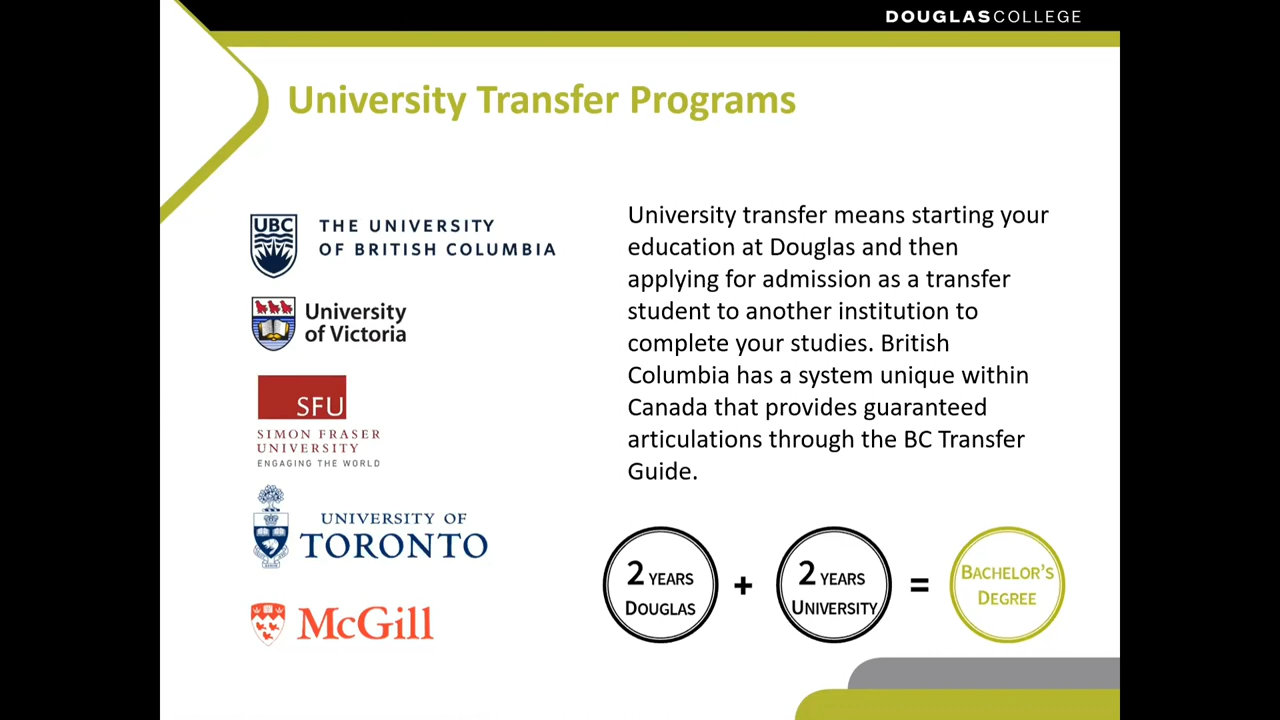 DOUGLASCOLLEGE
University Transfer Programs
UBC
THE UNIVERSITY
OF BRITISH COLUMBIA
University
of Victoria
SFU
SIMON FRASER
UNIVERSITY
ENGAGING THE WORLD
UNIVERSITY OF
TORONTO
McGill
University transfer means starting your
education at Douglas and then
applying for admission as a transfer
student to another institution to
complete your studies. British
Columbia has a system unique within
Canada that provides guaranteed
articulations through the BC Transfer
Guide.
2 YEARS
DOUGLAS
+
2 YEARS
UNIVERSITY
=
BACHELOR'S
DEGREE